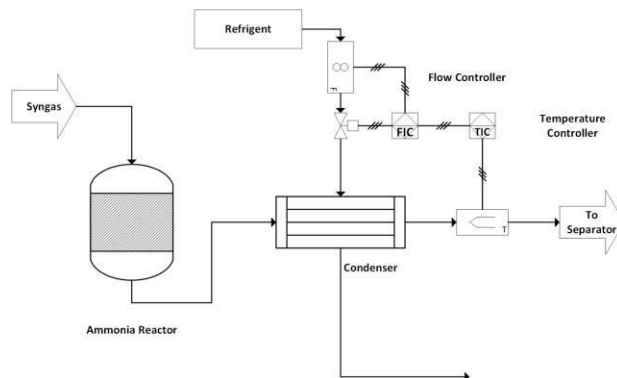 Refrigent
F
Flow Controller
Syngas
FIC
TIC
Temperature
Controller
T
To
Separator
Condenser
Ammonia Reactor